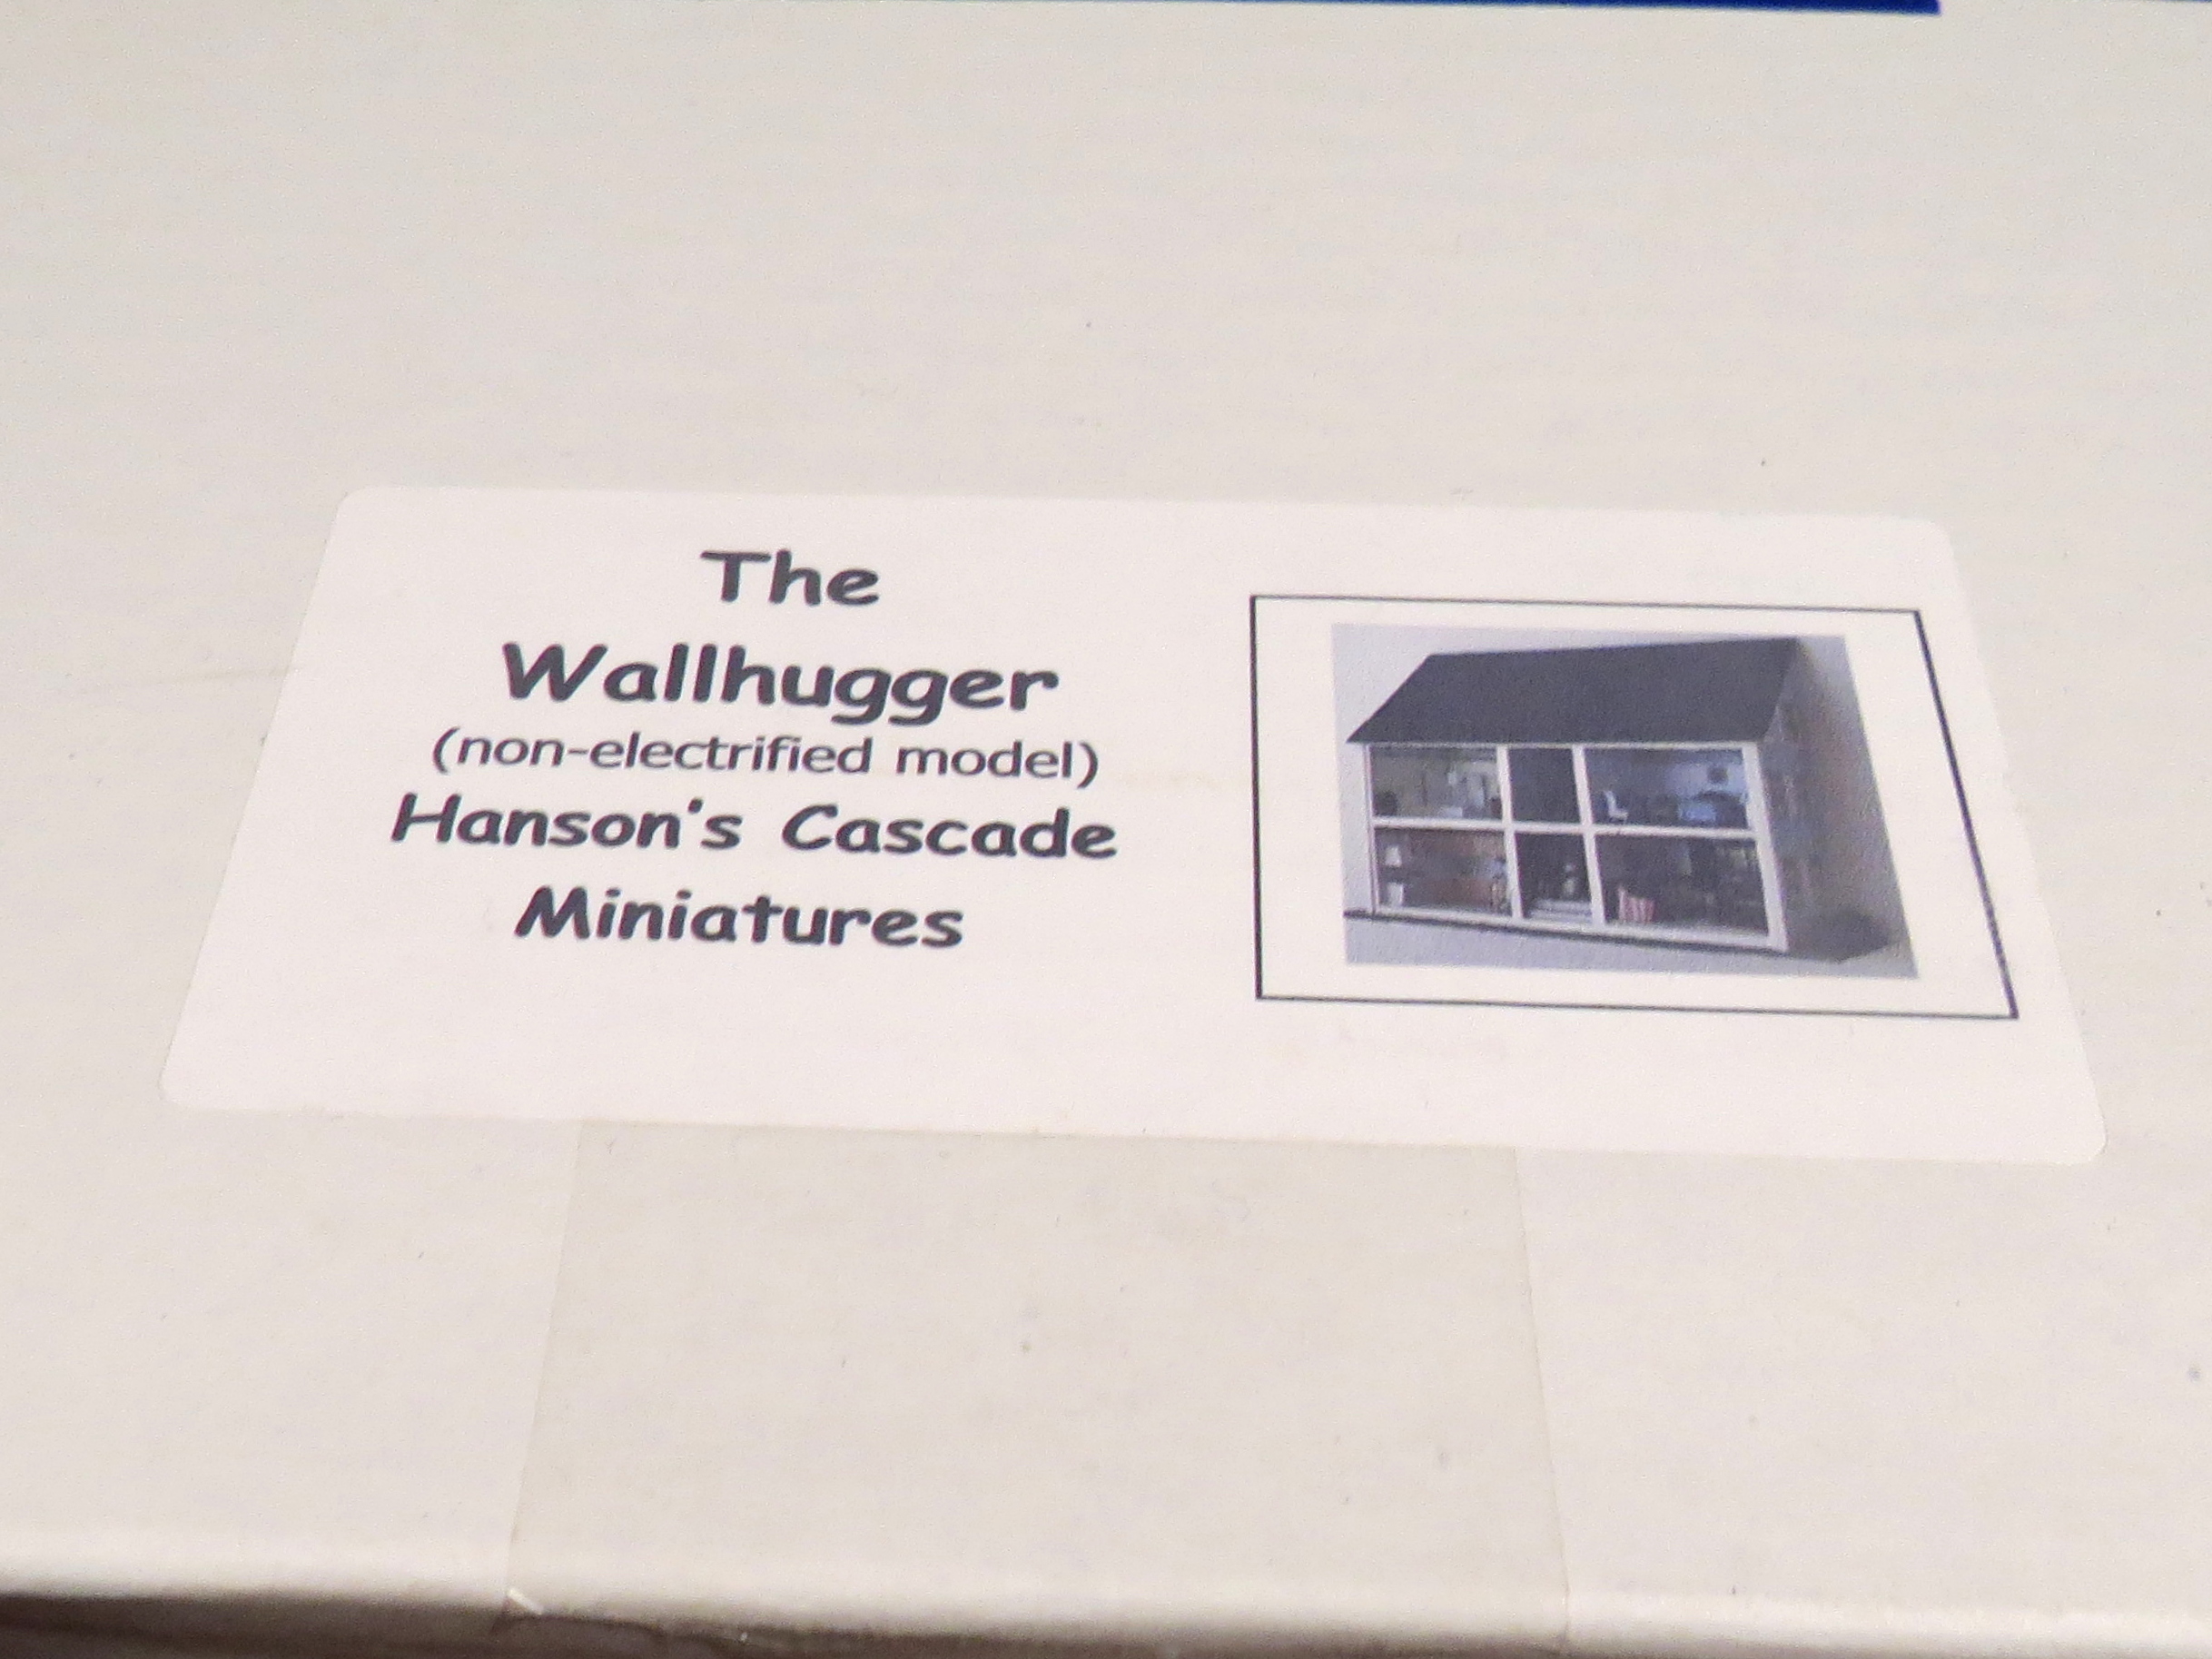 The
Wallhugger
(non-electrified model)
Hanson's Cascade
Miniatures